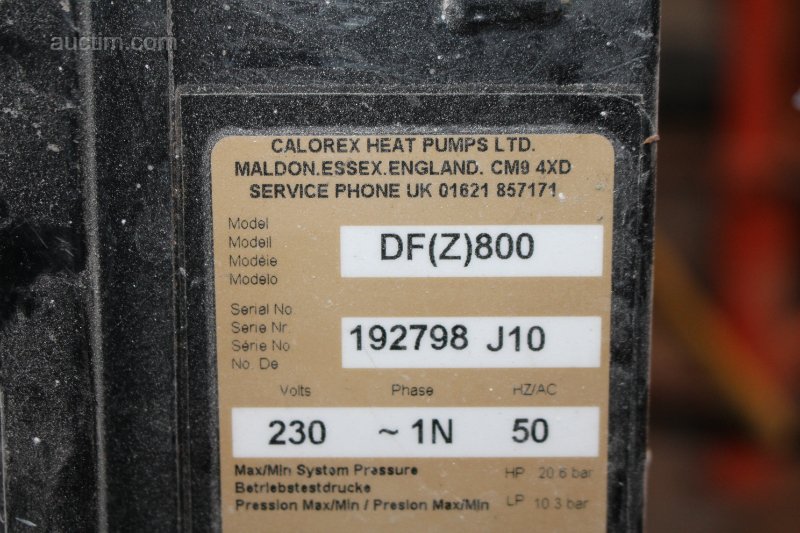 auctim.com
CALOREX HEAT PUMPS LTD.
MALDON.ESSEX.ENGLAND. CM9 4XD
SERVICE PHONE UK 01621 857171
Model
Modell
Modéle
Modelo
DF(Z)800
Serial No
Serie Nr.
Série No
No. De
192798 J10
Volts Phase HZ/AC
230 ~ 1N 50
Max/Min System Pressure HP 20.6 bar
Betriebstestdrucke
Pression Max/Min / Presion Max/Min LP 10.3 bar